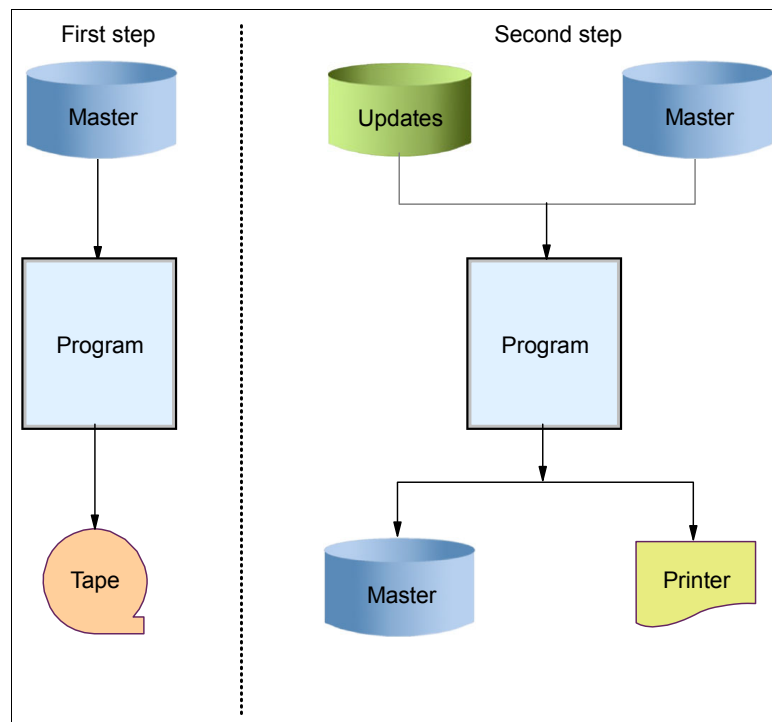 First step
Master
Program
Tape
Second step
Updates
Master
Program
Master
Printer